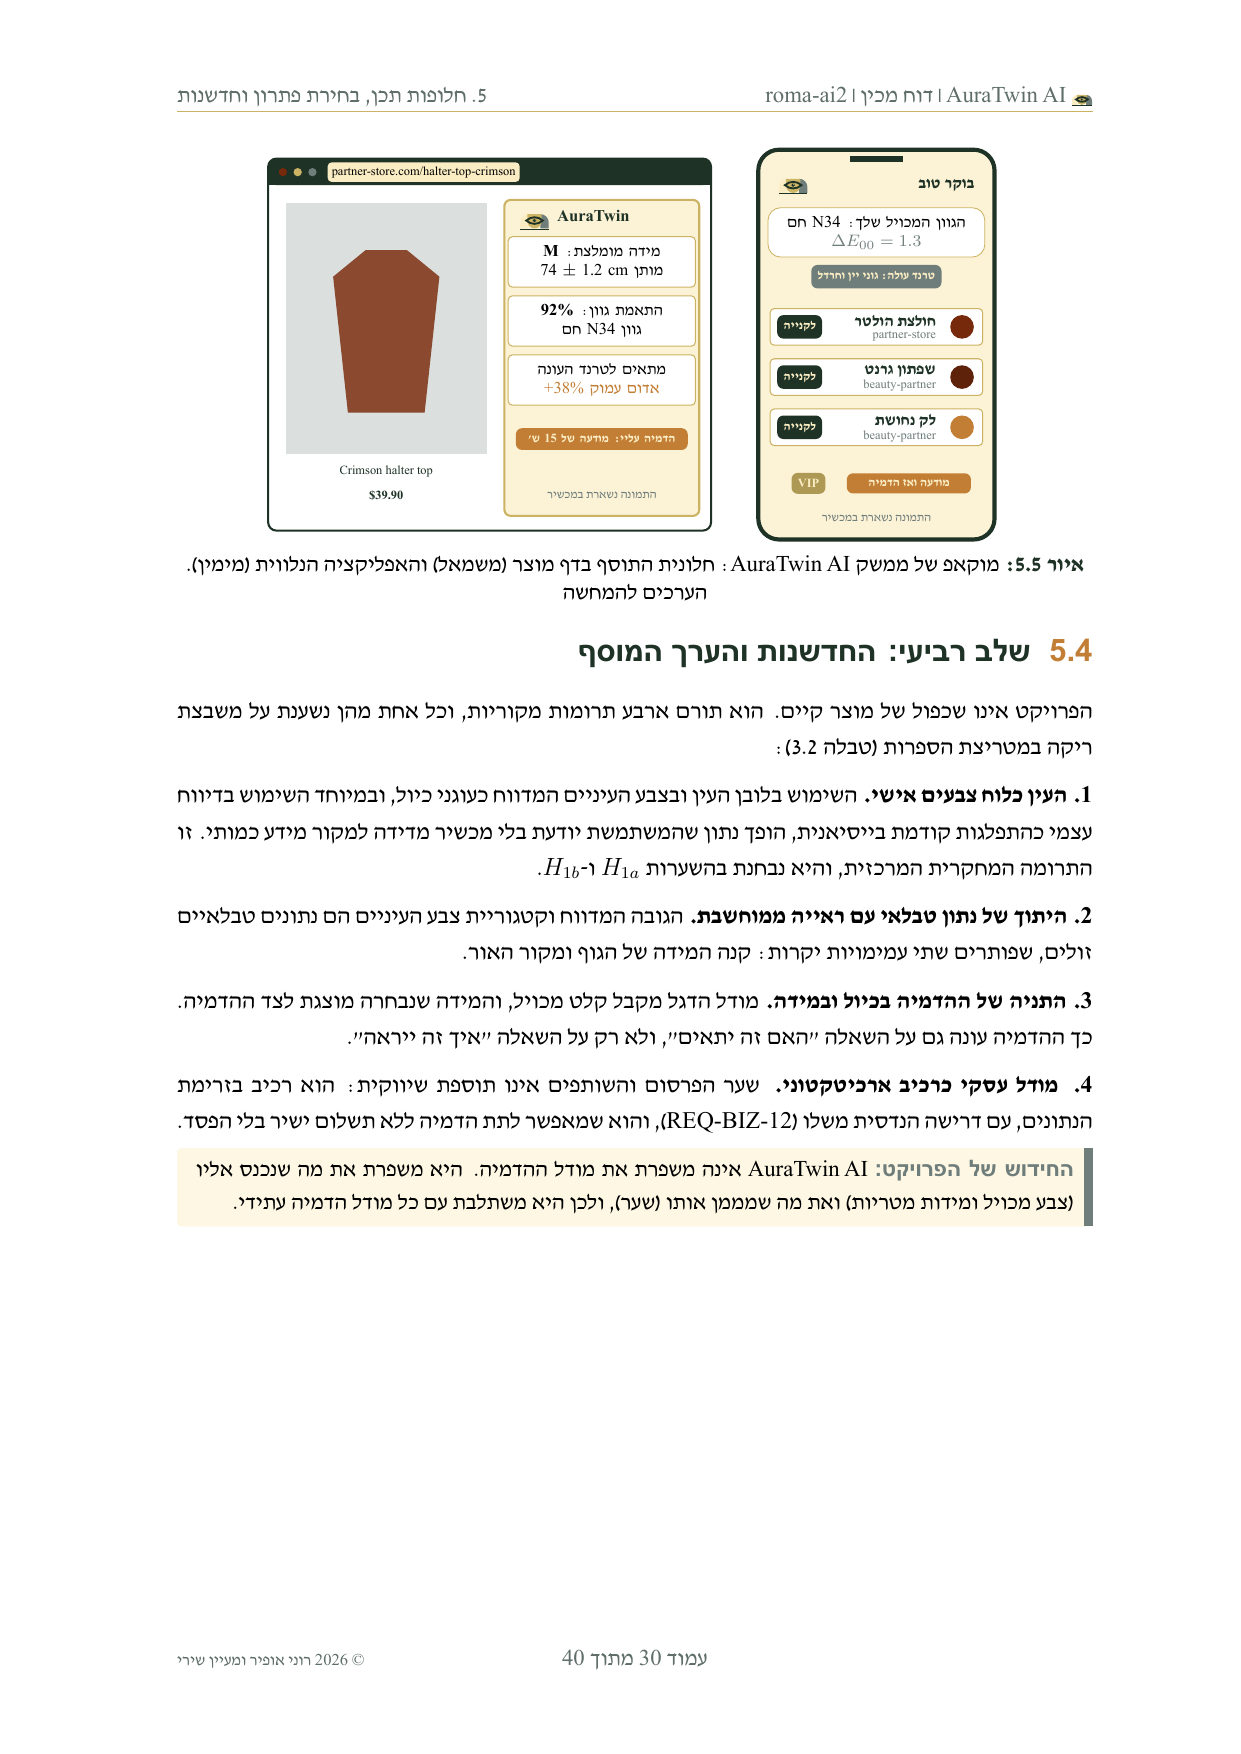 AuraTwin AI | דוח מכין | roma-ai2
5. חלופות תכן, בחירת פתרון וחדשנות
partner-store.com/halter-top-crimson
AuraTwin
מידה מומלצת: M
מותן 74 ± 1.2 cm
התאמת גוון: 92%
גוון N34 חם
מתאים לטרנד העונה
אדום עמוק +38%
הדמיה עליי: מודעה של 15 ש׳
התמונה נשארת במכשיר
Crimson halter top
$39.90
בוקר טוב
הגוון המכויל שלך: N34 חם
ΔE00 = 1.3
טרנד עולה: גוני יין וחרדל
חולצת הולטר
partner-store
לקנייה
שפתון גרנט
beauty-partner
לקנייה
לק נחושת
beauty-partner
לקנייה
מודעה ואז הדמיה
VIP
התמונה נשארת במכשיר
איור 5.5: מוקאפ של ממשק AuraTwin AI: חלונית התוסף בדף מוצר (משמאל) והאפליקציה הנלווית (מימין).
הערכים להמחשה
5.4 שלב רביעי: החדשנות והערך המוסף
הפרויקט אינו שכפול של מוצר קיים. הוא תורם ארבע תרומות מקוריות, וכל אחת מהן נשענת על משבצת
ריקה במטריצת הספרות (טבלה 3.2):
1. העין כלוח צבעים אישי. השימוש בלובן העין ובצבע העיניים המדווח כעוגני כיול, ובמיוחד השימוש בדיווח
עצמי כהתפלגות קודמת בייסיאנית, הופך נתון שהמשתמשת יודעת בלי מכשיר מדידה למקור מידע כמותי. זו
התרומה המחקרית המרכזית, והיא נבחנת בהשערות H1a ו-H1b.
2. היתוך של נתון טבלאי עם ראייה ממוחשבת. הגובה המדווח וקטגוריית צבע העיניים הם נתונים טבלאיים
זולים, שפותרים שתי עמימויות יקרות: קנה המידה של הגוף ומקור האור.
3. התניה של ההדמיה בכיול ובמידה. מודל הדגל מקבל קלט מכויל, והמידה שנבחרה מוצגת לצד ההדמיה.
כך ההדמיה עונה גם על השאלה ״האם זה יתאים״, ולא רק על השאלה ״איך זה ייראה״.
4. מודל עסקי כרכיב ארכיטקטוני. שער הפרסום והשותפים אינו תוספת שיווקית: הוא רכיב בזרימת
הנתונים, עם דרישה הנדסית משלו (REQ-BIZ-12), והוא שמאפשר לתת הדמיה ללא תשלום ישיר בלי הפסד.
החידוש של הפרויקט: AuraTwin AI אינה משפרת את מודל ההדמיה. היא משפרת את מה שנכנס אליו
(צבע מכויל ומידות מטריות) ואת מה שמממן אותו (שער), ולכן היא משתלבת עם כל מודל הדמיה עתידי.
עמוד 30 מתוך 40
© 2026 רוני אופיר ומעיין שירי